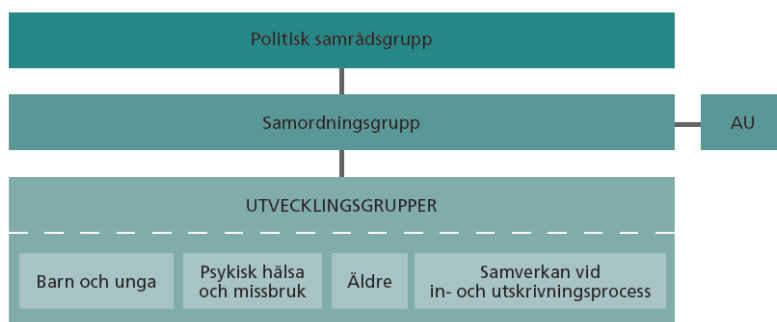 Politisk samrådsgrupp
Samordningsgrupp
AU
UTVECKLINGSGRUPPER
Barn och unga
Psykisk hälsa
och missbruk
Äldre
Samverkan vid
in- och utskrivningsprocess